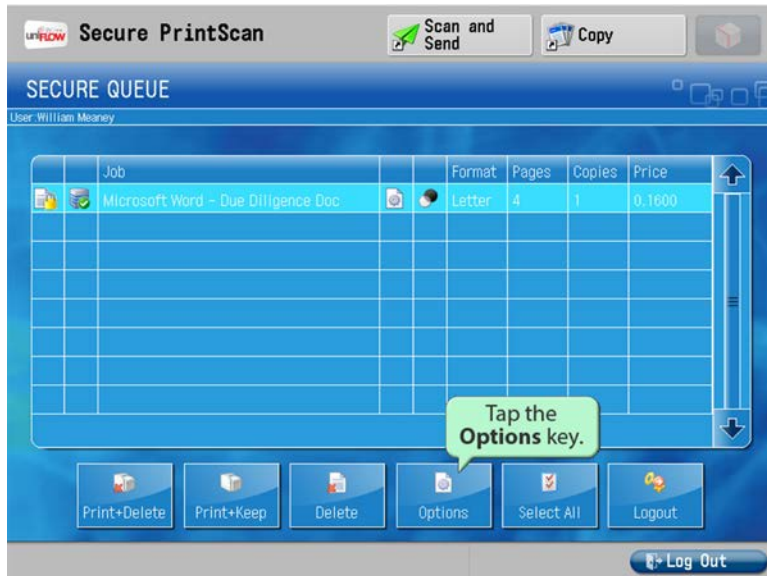 uniFLOW Secure PrintScan
Scan and
Send
Copy
SECURE QUEUE
User:William Meaney
Job Format Pages Copies Price
Microsoft Word - Due Diligence Doc Letter 4 1 0,1600
Tap the
Options key.
Print+Delete Print+Keep Delete Options Select All Logout
Log Out